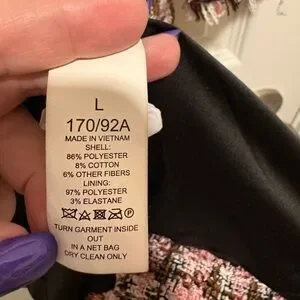 L
170/92A
MADE IN VIETNAM
SHELL:
86% POLYESTER
8% COTTON
6% OTHER FIBERS
LINING:
97% POLYESTER
3% ELASTANE
TURN GARMENT INSIDE
OUT
IN A NET BAG
DRY CLEAN ONLY